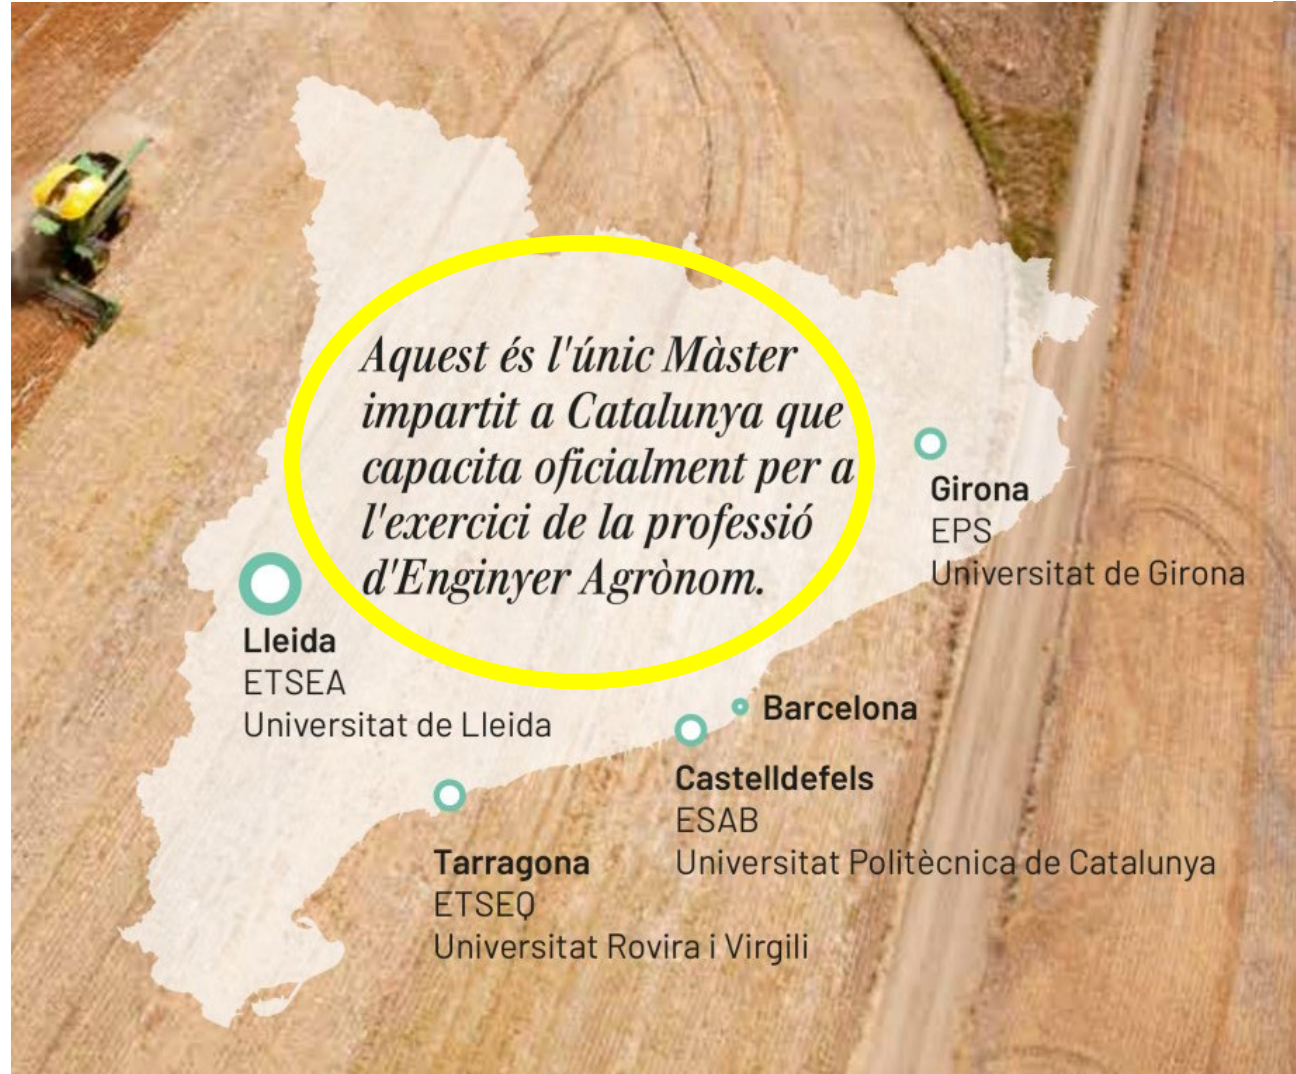 Aquest és l'únic Màster
impartit a Catalunya que
capacita oficialment per a
l'exercici de la professió
d'Enginyer Agrònom.
Girona
EPS
Universitat de Girona
Lleida
ETSEA
Universitat de Lleida
Barcelona
Castelldefels
ESAB
Universitat Politècnica de Catalunya
Tarragona
ETSEQ
Universitat Rovira i Virgili